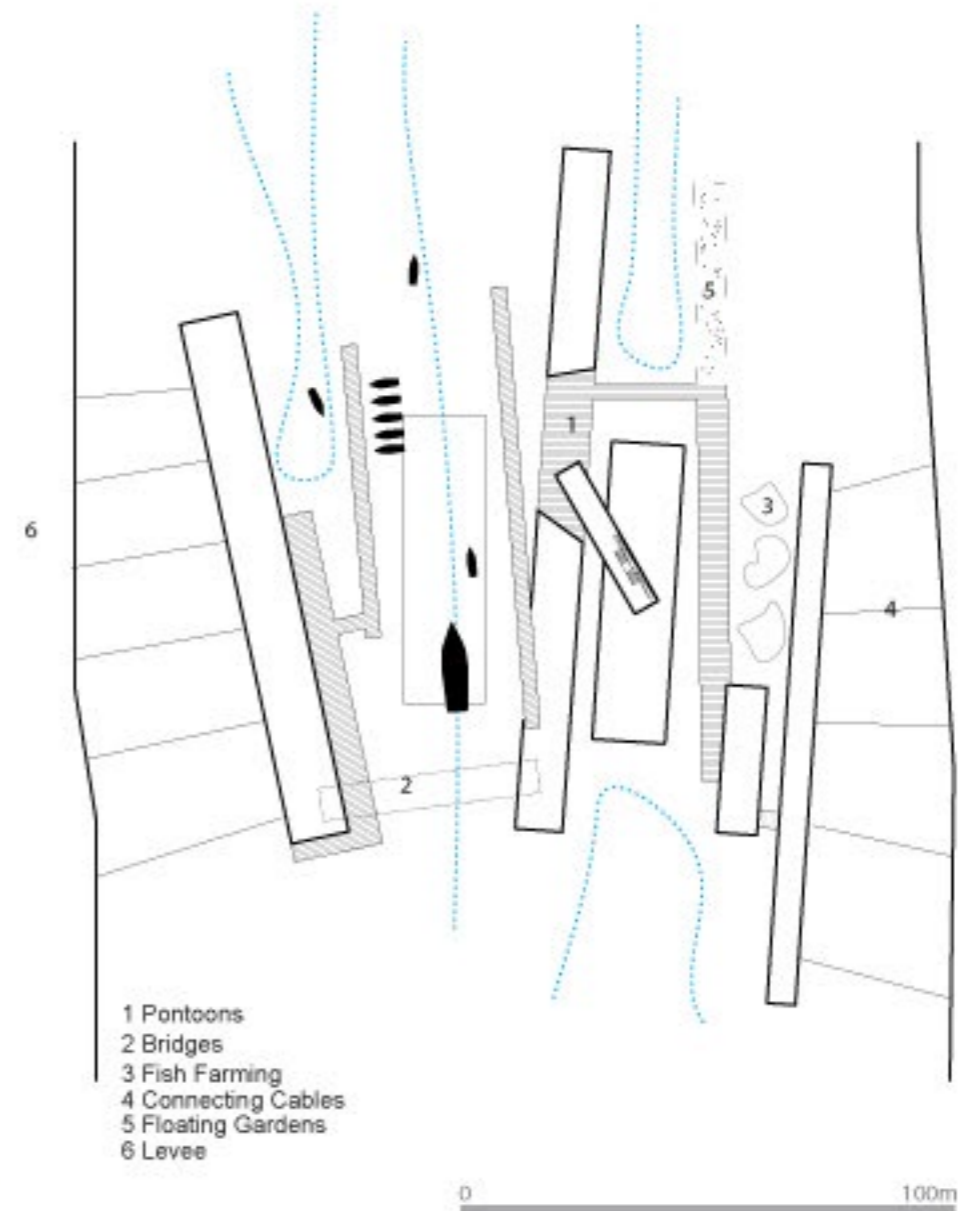 5
1
3
6
4
2
1 Pontoons
2 Bridges
3 Fish Farming
4 Connecting Cables
5 Floating Gardens
6 Levee
0 100m